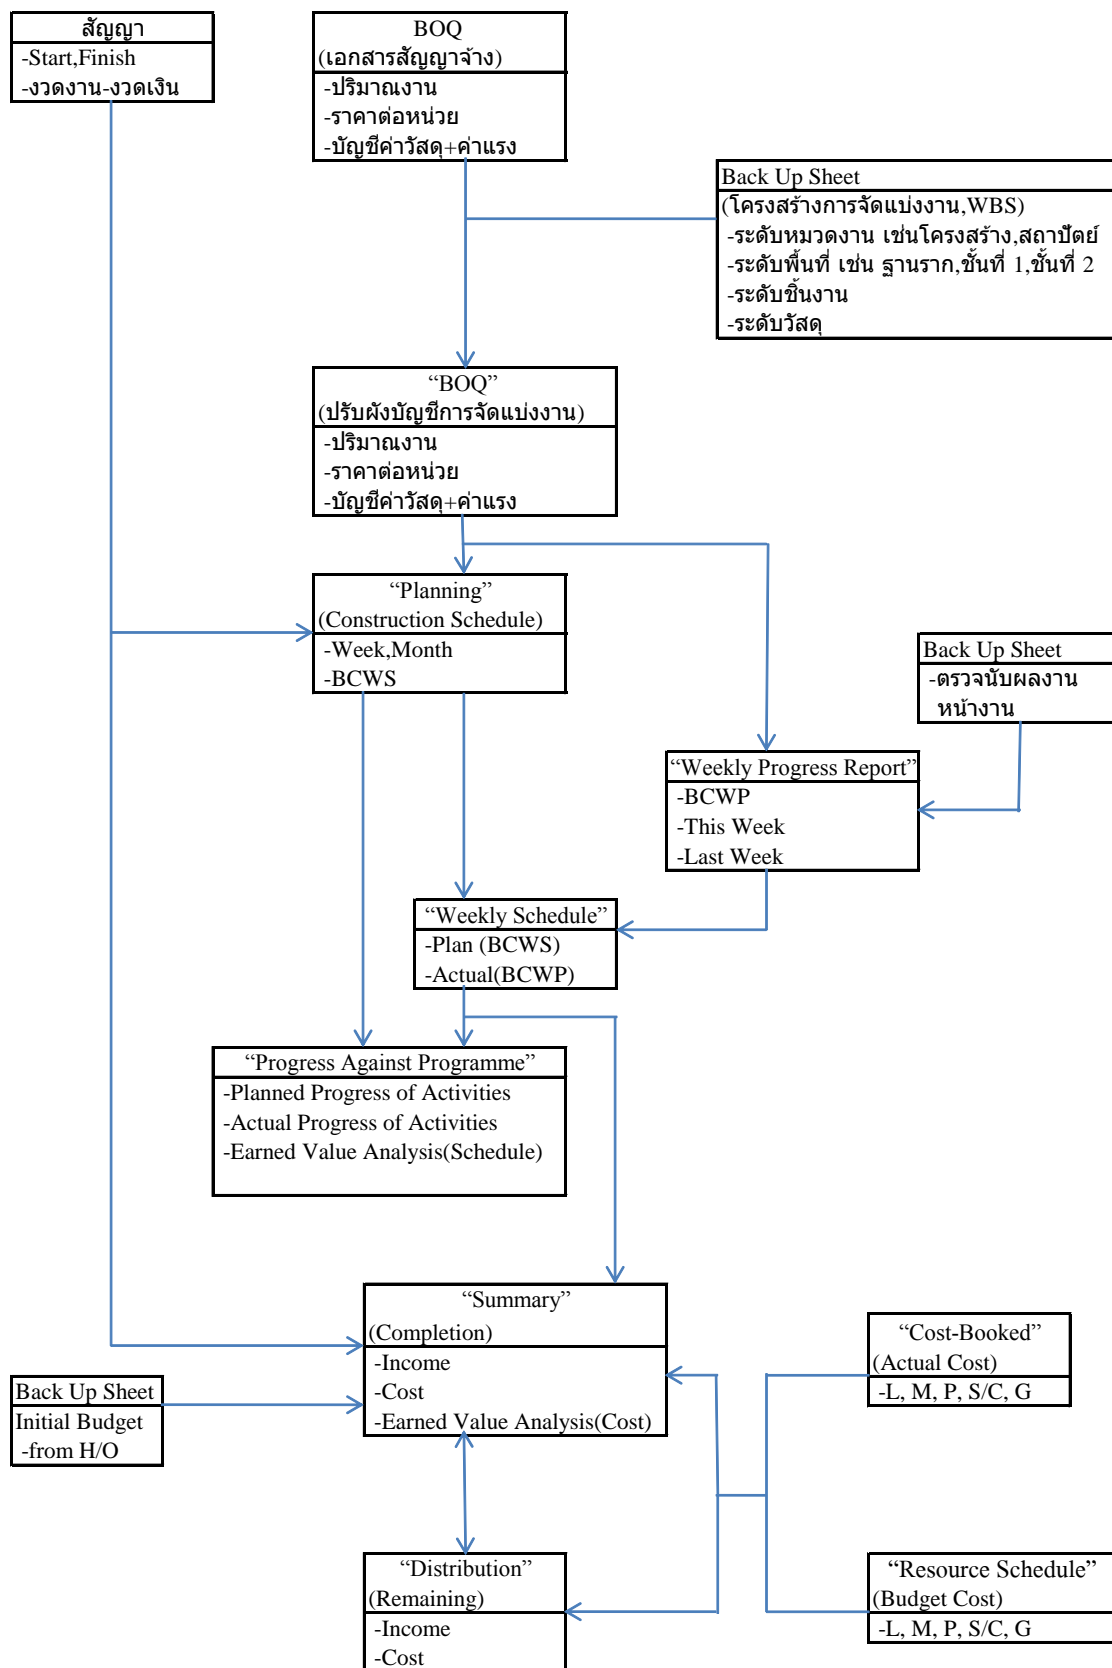 สัญญา
-Start,Finish
-งวดงาน-งวดเงิน
BOQ
(เอกสารสัญญาจ้าง)
-ปริมาณงาน
-ราคาต่อหน่วย
-บัญชีค่าวัสดุ+ค่าแรง
Back Up Sheet
(โครงสร้างการจัดแบ่งงาน,WBS)
-ระดับหมวดงาน เช่นโครงสร้าง,สถาปัตย์
-ระดับพื้นที่ เช่น ฐานราก,ชั้นที่ 1,ชั้นที่ 2
-ระดับชิ้นงาน
-ระดับวัสดุ
“BOQ”
(ปรับผังบัญชีการจัดแบ่งงาน)
-ปริมาณงาน
-ราคาต่อหน่วย
-บัญชีค่าวัสดุ+ค่าแรง
“Planning”
(Construction Schedule)
-Week,Month
-BCWS
Back Up Sheet
-ตรวจนับผลงาน
หน้างาน
“Weekly Progress Report”
-BCWP
-This Week
-Last Week
“Weekly Schedule”
-Plan (BCWS)
-Actual(BCWP)
“Progress Against Programme”
-Planned Progress of Activities
-Actual Progress of Activities
-Earned Value Analysis(Schedule)
“Summary”
(Completion)
-Income
-Cost
-Earned Value Analysis(Cost)
“Cost-Booked”
(Actual Cost)
-L, M, P, S/C, G
Back Up Sheet
Initial Budget
-from H/O
“Distribution”
(Remaining)
-Income
-Cost
“Resource Schedule”
(Budget Cost)
-L, M, P, S/C, G